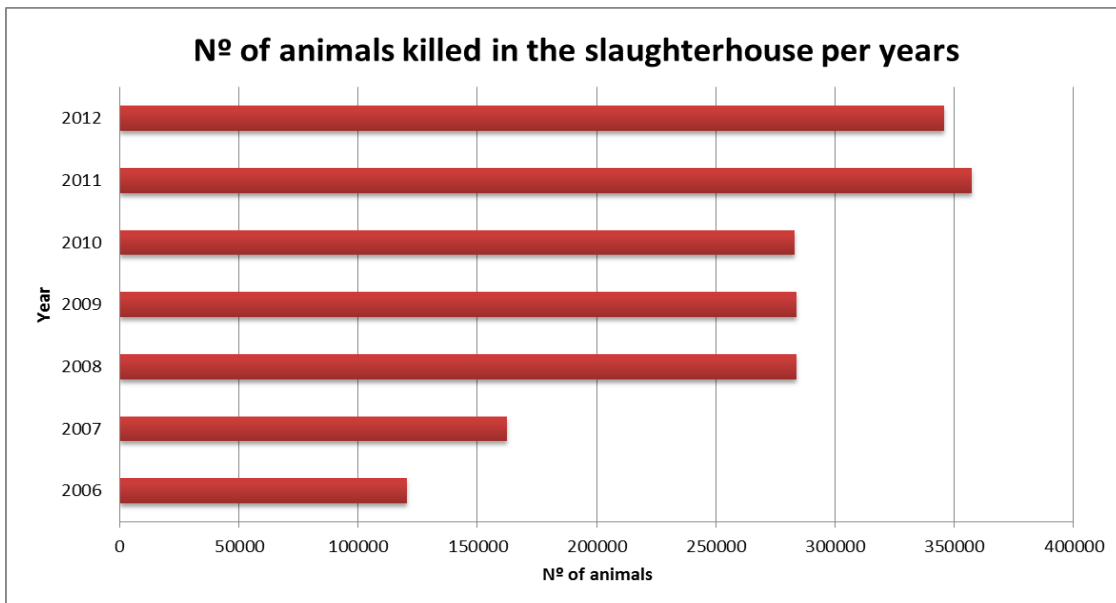 Nº of animals killed in the slaughterhouse per years
2012
2011
2010
2009
2008
2007
2006
Year
0 50000 100000 150000 200000 250000 300000 350000 400000
Nº of animals